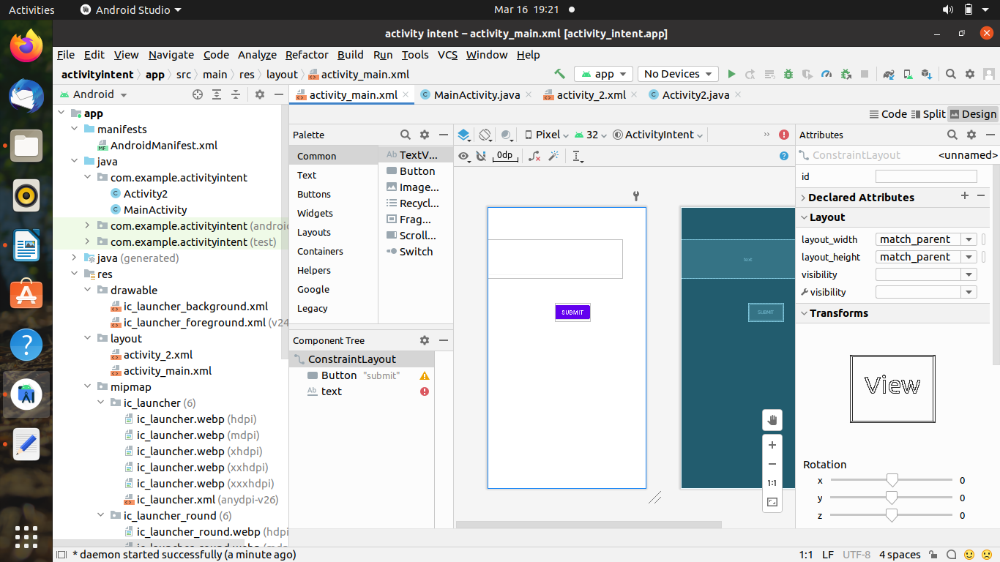 Activities
Android Studio
Mar 16 19:21
activity intent – activity_main.xml [activity_intent.app]
File Edit View Navigate Code Analyze Refactor Build Run Tools VCS Window Help
activityintent app src main res layout activity_main.xml
app
No Devices
Android
activity_main.xml
MainActivity.java
activity_2.xml
Activity2.java
Code
Split
Design
app
manifests
AndroidManifest.xml
java
com.example.activityintent
Activity2
MainActivity
com.example.activityintent (androi
com.example.activityintent (test)
java (generated)
res
drawable
ic_launcher_background.xml
ic_launcher_foreground.xml (v24
layout
activity_2.xml
activity_main.xml
mipmap
ic_launcher (6)
ic_launcher.webp (hdpi)
ic_launcher.webp (mdpi)
ic_launcher.webp (xhdpi)
ic_launcher.webp (xxhdpi)
ic_launcher.webp (xxxhdpi)
ic_launcher.xml (anydpi-v26)
ic_launcher_round (6)
ic_launcher_round.webp (hdpi
Palette
Common
Text
Buttons
Widgets
Layouts
Containers
Helpers
Google
Legacy
Ab TextV...
Button
Image...
Recycl...
Frag...
Scroll...
Switch
Component Tree
ConstraintLayout
Button "submit"
Ab text
Pixel
32
ActivityIntent
0dp
SUBMIT
text
SUBMIT
1:1
Attributes
ConstraintLayout
<unnamed>
id
Declared Attributes
Layout
layout_width match_parent
layout_height match_parent
visibility
visibility
Transforms
View
Rotation
x 0
y 0
z 0
* daemon started successfully (a minute ago)
1:1 LF UTF-8 4 spaces